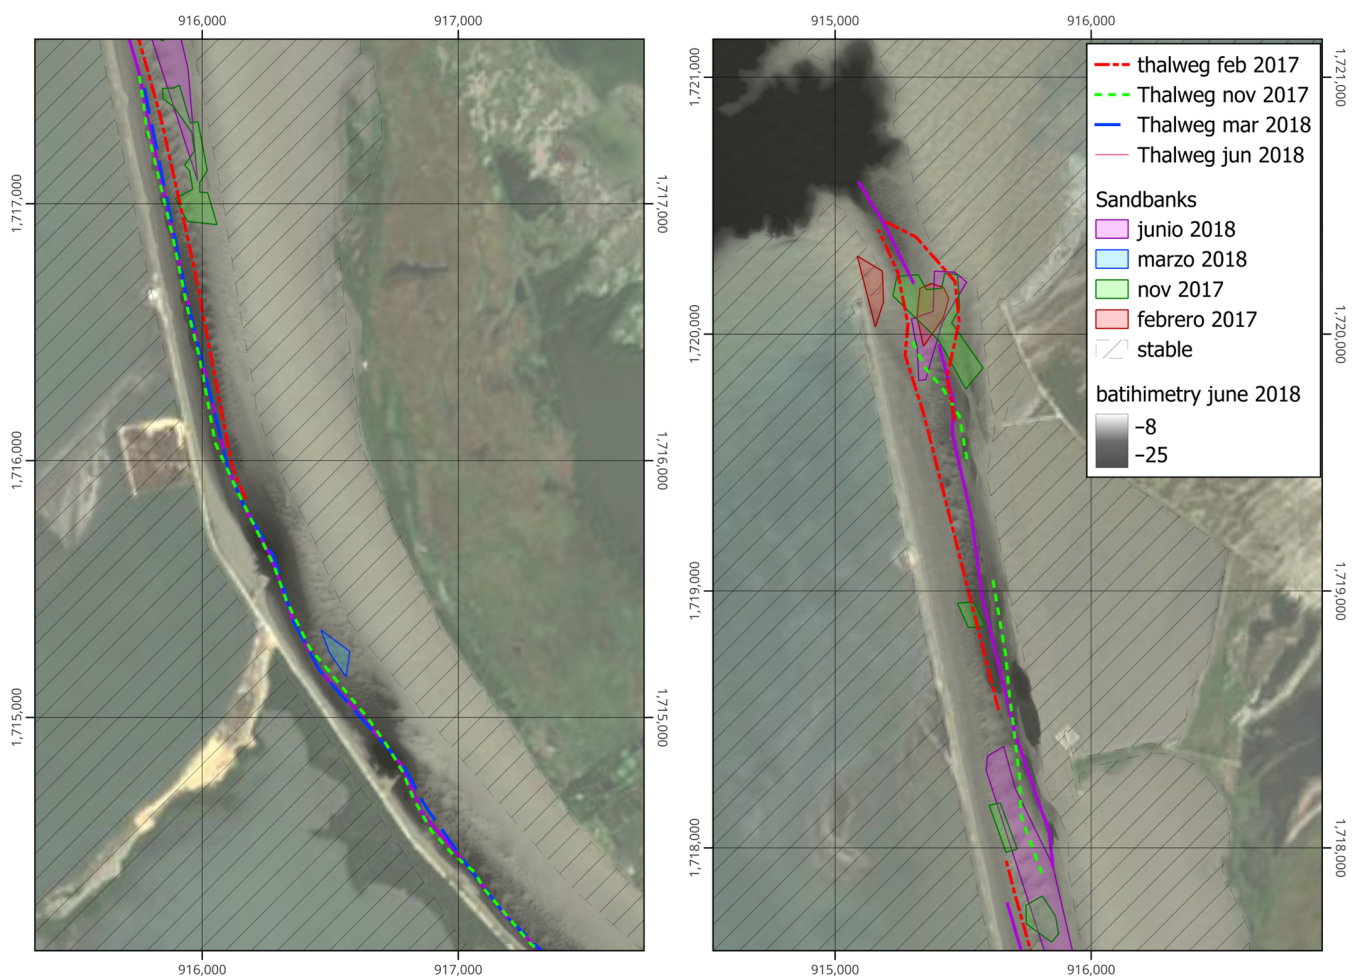 916,000
917,000
1,717,000
1,717,000
1,716,000
1,716,000
1,715,000
1,715,000
916,000
917,000
915,000
916,000
1,721,000
1,721,000
1,720,000
1,720,000
1,719,000
1,719,000
1,718,000
1,718,000
915,000
916,000
thalweg feb 2017
Thalweg nov 2017
Thalweg mar 2018
Thalweg jun 2018
Sandbanks
junio 2018
marzo 2018
nov 2017
febrero 2017
stable
batihimetry june 2018
–8
–25